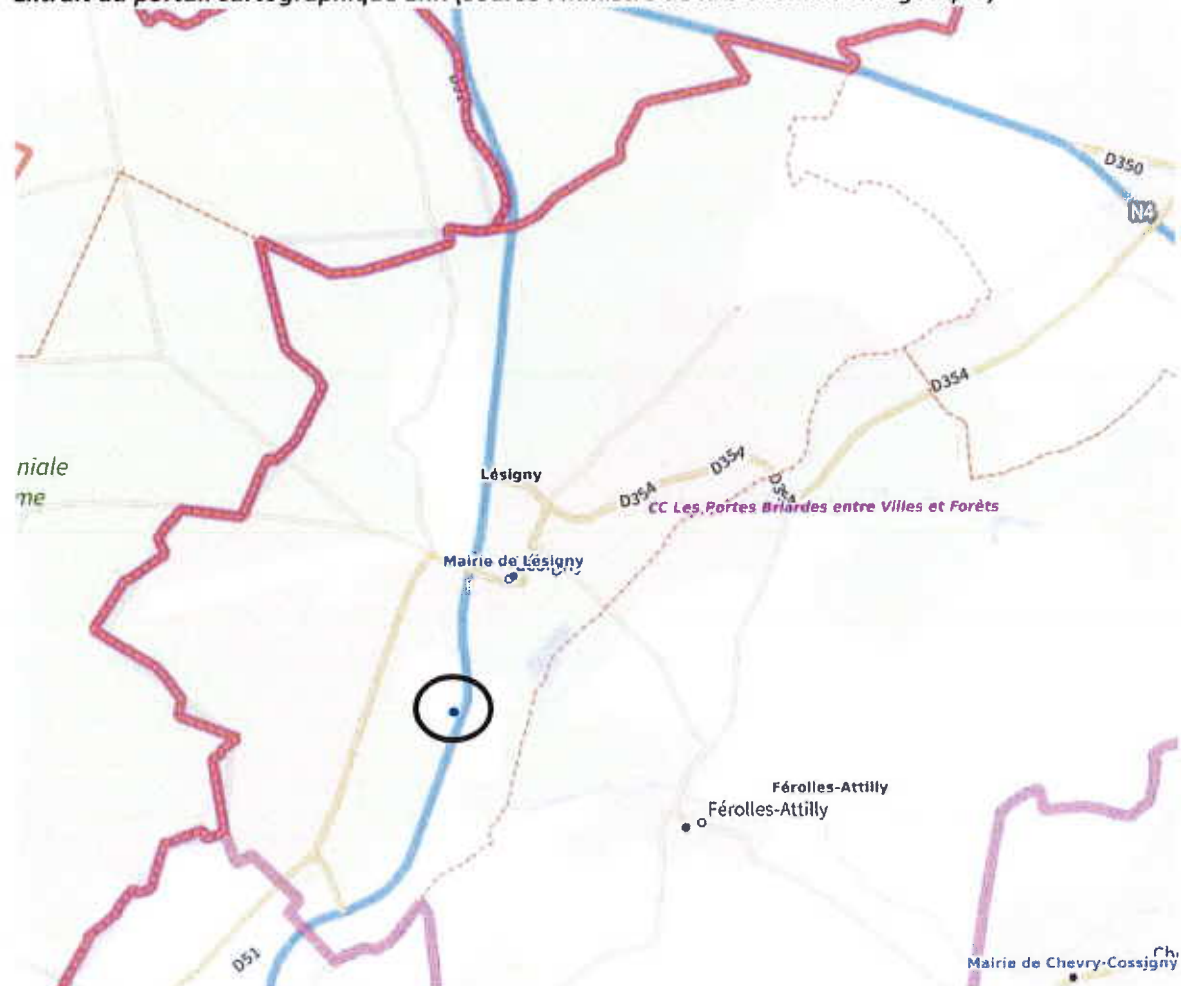 D350
N4
D354
niale
me
Lésigny
D354
D354
CC Les Portes Briardes entre Villes et Forêts
Mairie de Lésigny
Férolles-Attilly
Férolles-Attilly
D51
Mairie de Chevry-Cossigny